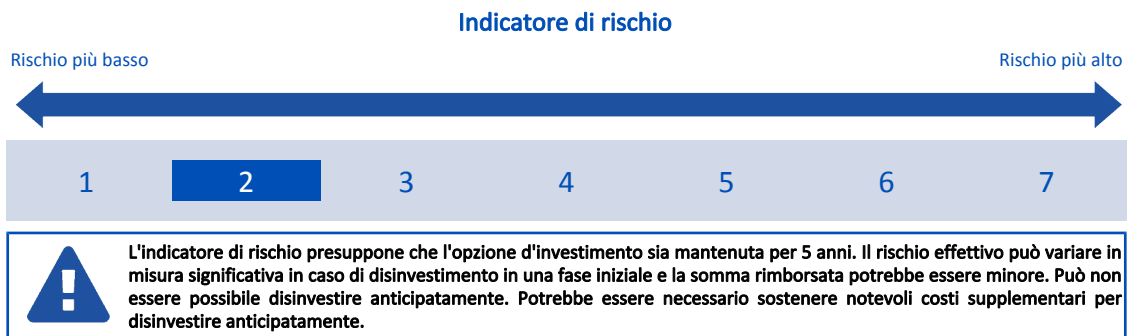 Indicatore di rischio
Rischio più basso
Rischio più alto
1 2 3 4 5 6 7
L'indicatore di rischio presuppone che l'opzione d'investimento sia mantenuta per 5 anni. Il rischio effettivo può variare in
misura significativa in caso di disinvestimento in una fase iniziale e la somma rimborsata potrebbe essere minore. Può non
essere possibile disinvestire anticipatamente. Potrebbe essere necessario sostenere notevoli costi supplementari per
disinvestire anticipatamente.